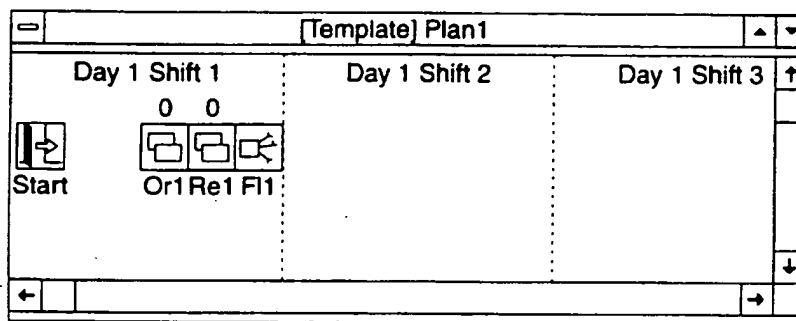 [Template] Plan1
Day 1 Shift 1 Day 1 Shift 2 Day 1 Shift 3
0 0
Start Or1 Re1 Fl1